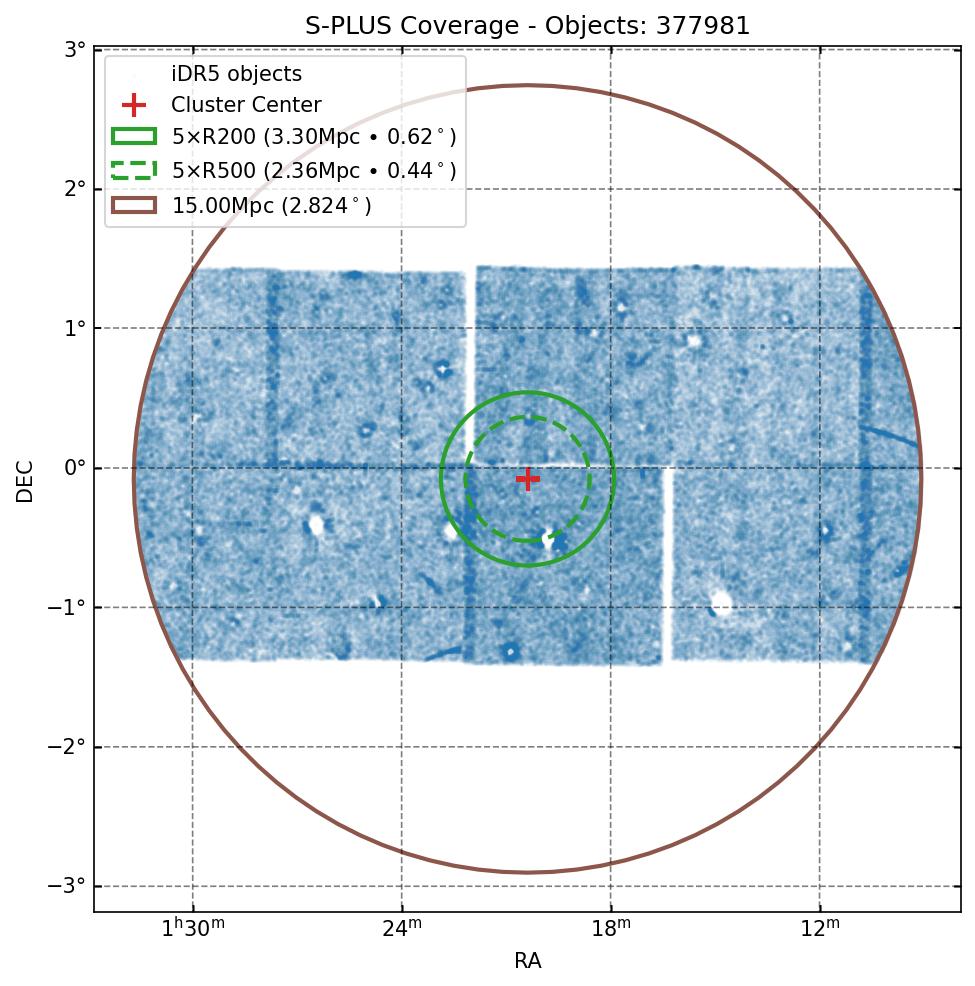 S-PLUS Coverage - Objects: 377981
iDR5 objects
Cluster Center
5×R200 (3.30Mpc • 0.62°)
5×R500 (2.36Mpc • 0.44°)
15.00Mpc (2.824°)
3°
2°
1°
0°
−1°
−2°
−3°
DEC
1ʰ30ᵐ
24ᵐ
18ᵐ
12ᵐ
RA